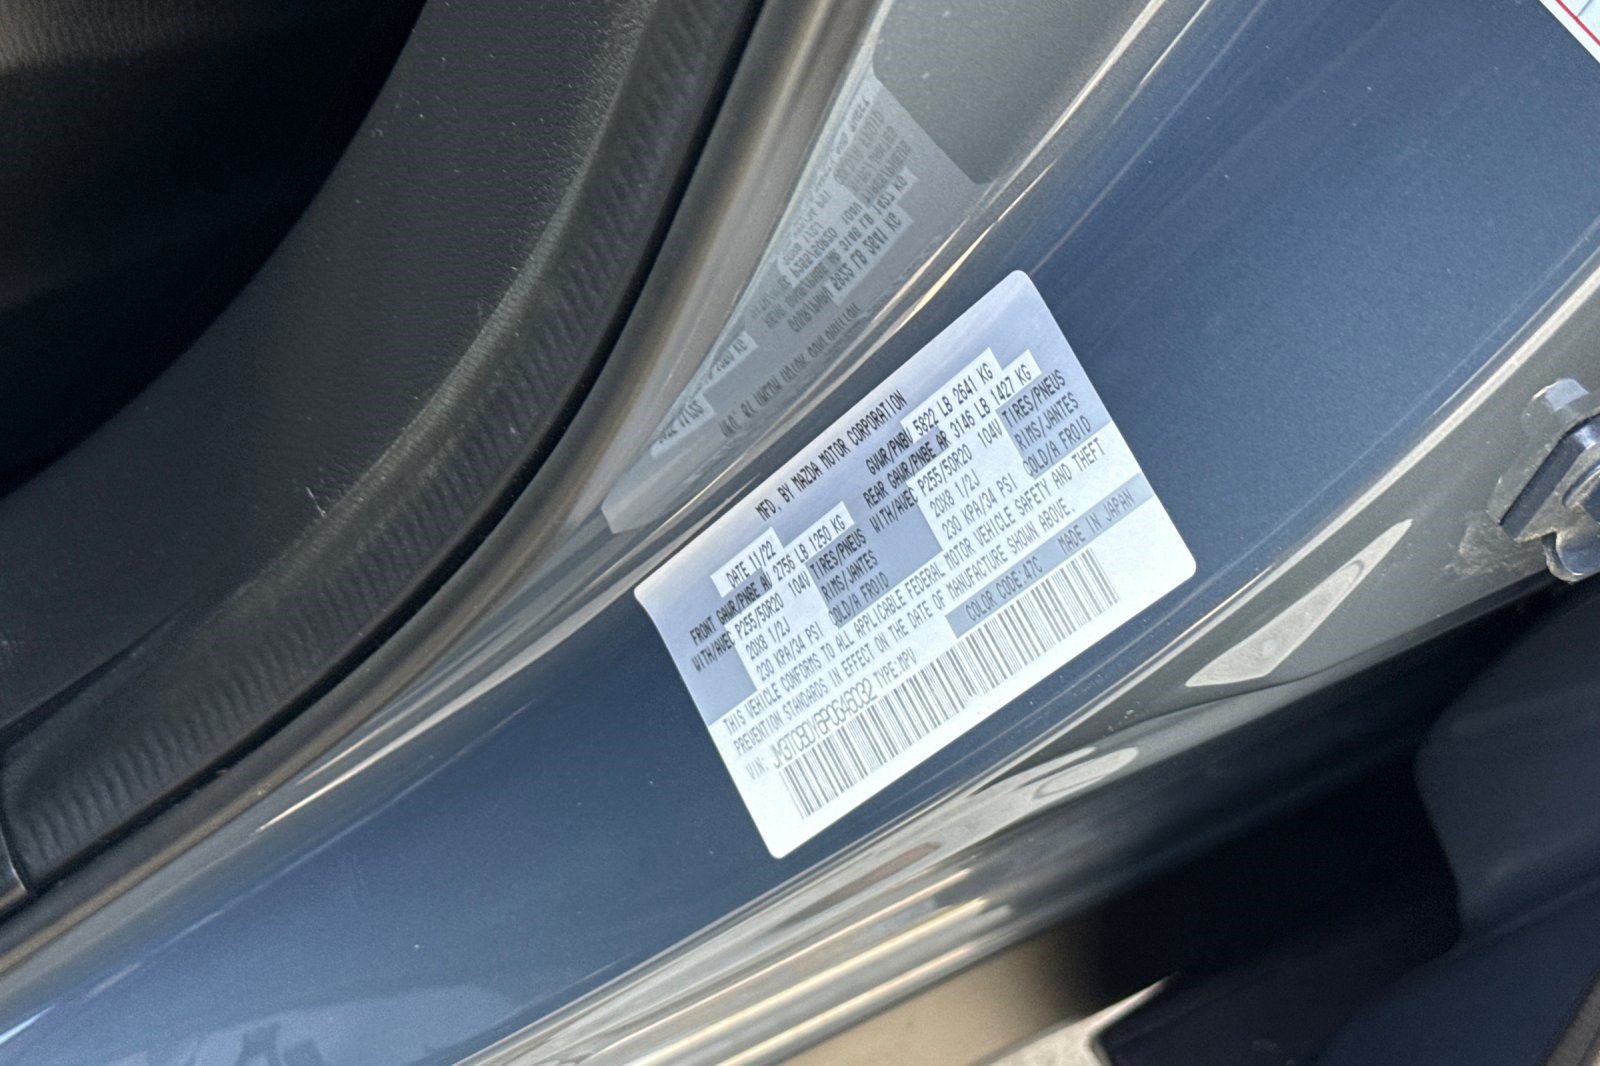 MFD. BY MAZDA MOTOR CORPORATION
DATE 11/22 GVWR/PNBV 5822 LB 2641 KG
FRONT GAWR/PNBE AV 2756 LB 1250 KG REAR GAWR/PNBE AR 3146 LB 1427 KG
WITH/AVEC P255/50R20 104V TIRES/PNEUS WITH/AVEC P255/50R20 104V TIRES/PNEUS
20X8 1/2J RIMS/JANTES 20X8 1/2J RIMS/JANTES
230 KPA/34 PSI COLD/A FROID 230 KPA/34 PSI COLD/A FROID
THIS VEHICLE CONFORMS TO ALL APPLICABLE FEDERAL MOTOR VEHICLE SAFETY AND THEFT
PREVENTION STANDARDS IN EFFECT ON THE DATE OF MANUFACTURE SHOWN ABOVE.
VIN: TYPE:MPV COLOR CODE:47C MADE IN JAPAN